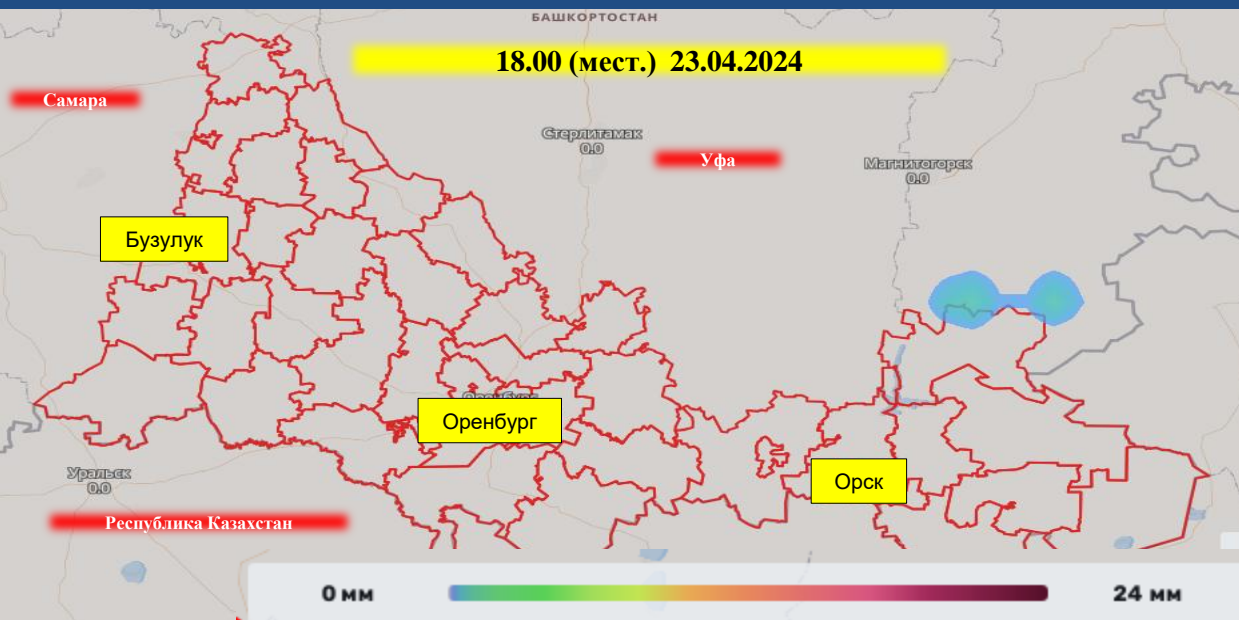 БАШКОРТОСТАН
18.00 (мест.) 23.04.2024
Самара
Стерлитамак
0.0
Уфа
Магнитогорск
0.0
Бузулук
Оренбург
Оренбург
Орск
Уральск
0.0
Республика Казахстан
0 мм
24 мм